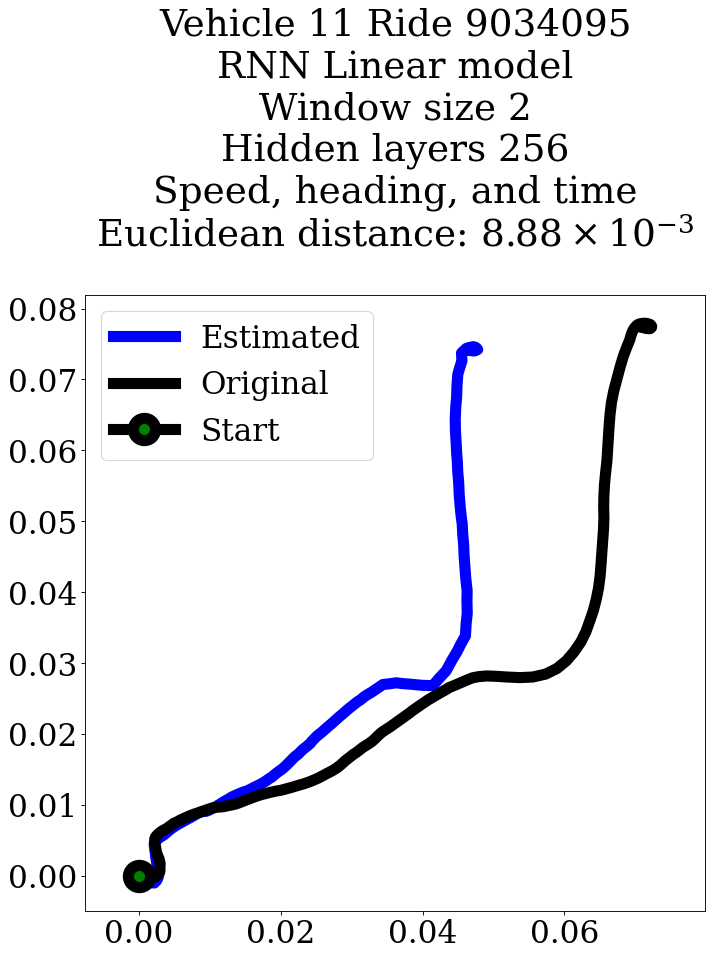 Vehicle 11 Ride 9034095
RNN Linear model
Window size 2
Hidden layers 256
Speed, heading, and time
Euclidean distance: 8.88 × 10⁻³
Estimated
Original
Start
0.08
0.07
0.06
0.05
0.04
0.03
0.02
0.01
0.00
0.00 0.02 0.04 0.06